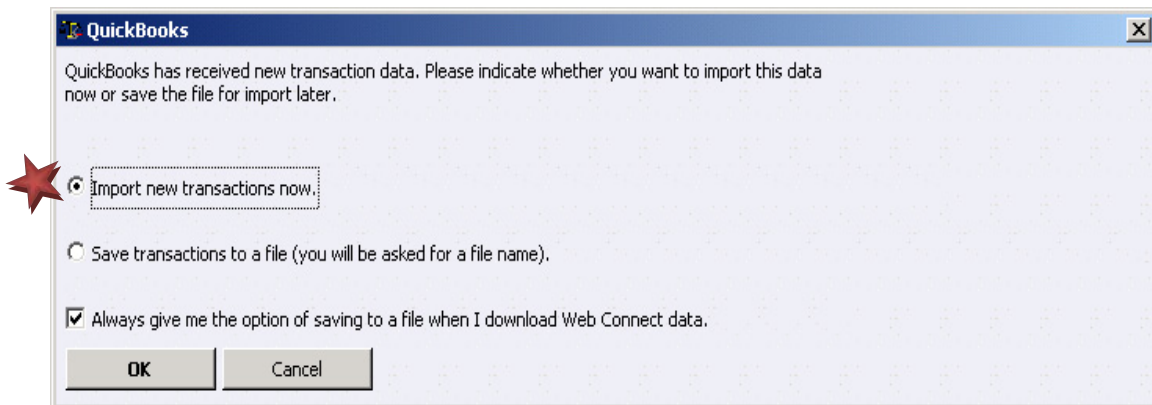 QuickBooks
QuickBooks has received new transaction data. Please indicate whether you want to import this data
now or save the file for import later.
Import new transactions now.
Save transactions to a file (you will be asked for a file name).
Always give me the option of saving to a file when I download Web Connect data.
OK Cancel